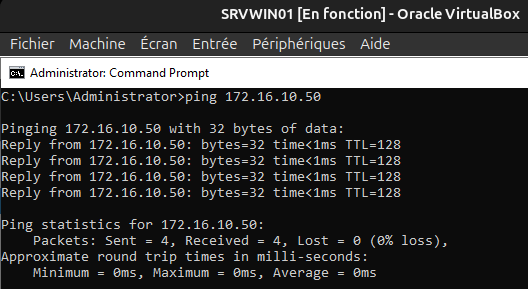 SRVWIN01 [En fonction] - Oracle VirtualBox
Fichier Machine Écran Entrée Périphériques Aide
Administrator: Command Prompt
C:\Users\Administrator>ping 172.16.10.50
Pinging 172.16.10.50 with 32 bytes of data:
Reply from 172.16.10.50: bytes=32 time<1ms TTL=128
Reply from 172.16.10.50: bytes=32 time<1ms TTL=128
Reply from 172.16.10.50: bytes=32 time<1ms TTL=128
Reply from 172.16.10.50: bytes=32 time<1ms TTL=128
Ping statistics for 172.16.10.50:
Packets: Sent = 4, Received = 4, Lost = 0 (0% loss),
Approximate round trip times in milli-seconds:
Minimum = 0ms, Maximum = 0ms, Average = 0ms